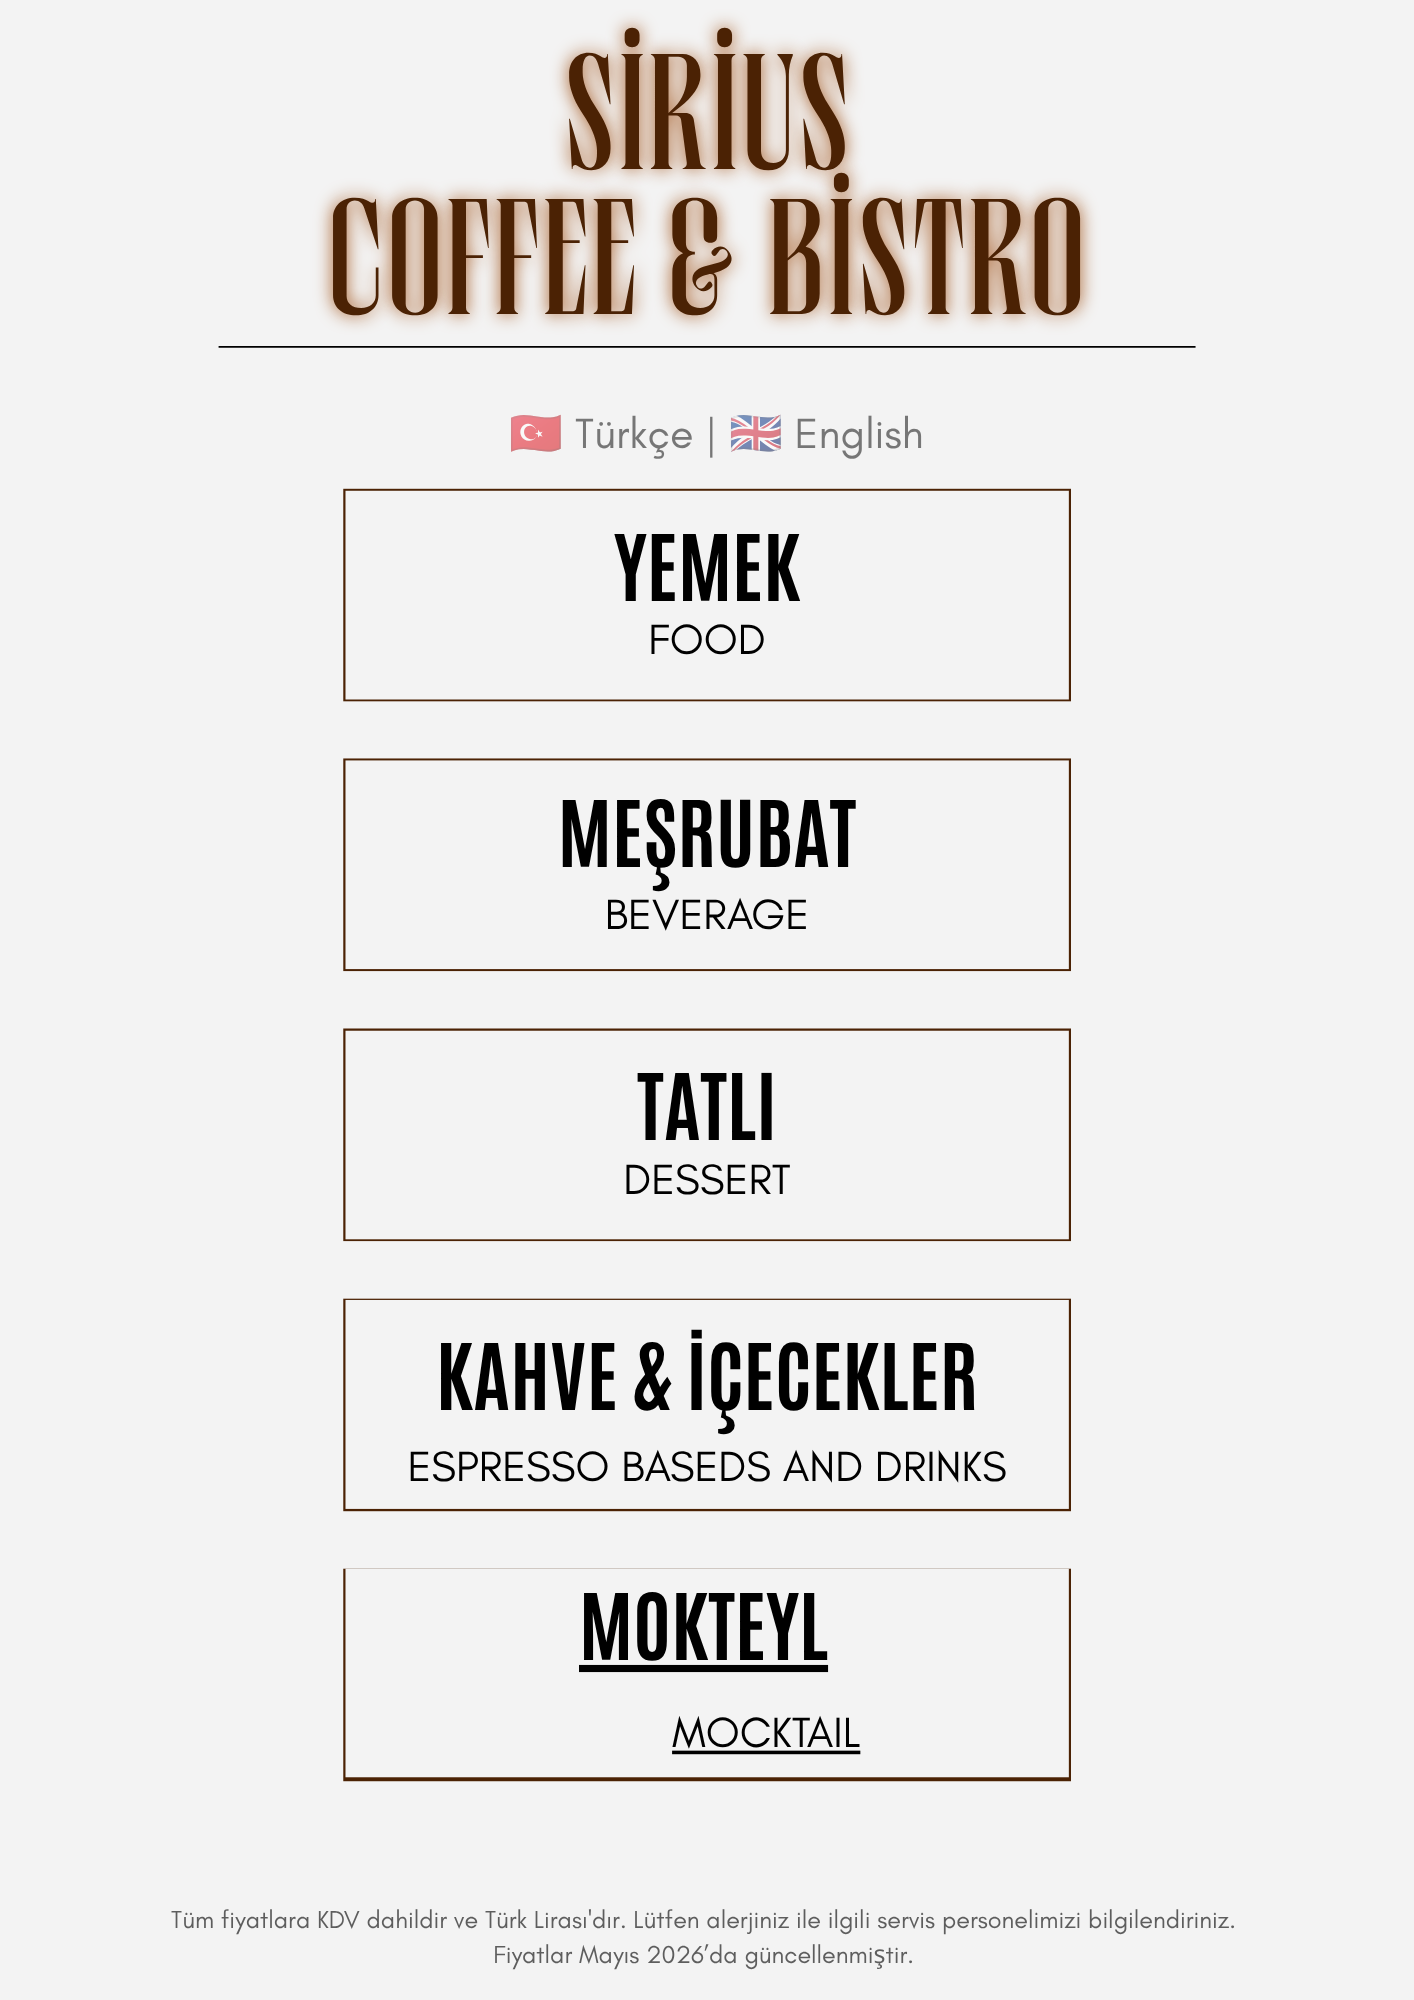 SİRİUS
COFFEE & BİSTRO
Türkçe | English
YEMEK
FOOD
MEŞRUBAT
BEVERAGE
TATLI
DESSERT
KAHVE & İÇECEKLER
ESPRESSO BASEDS AND DRINKS
MOKTEYL
MOCKTAIL
Tüm fiyatlara KDV dahildir ve Türk Lirası'dır. Lütfen alerjiniz ile ilgili servis personelimizi bilgilendiriniz.
Fiyatlar Mayıs 2026’da güncellenmiştir.